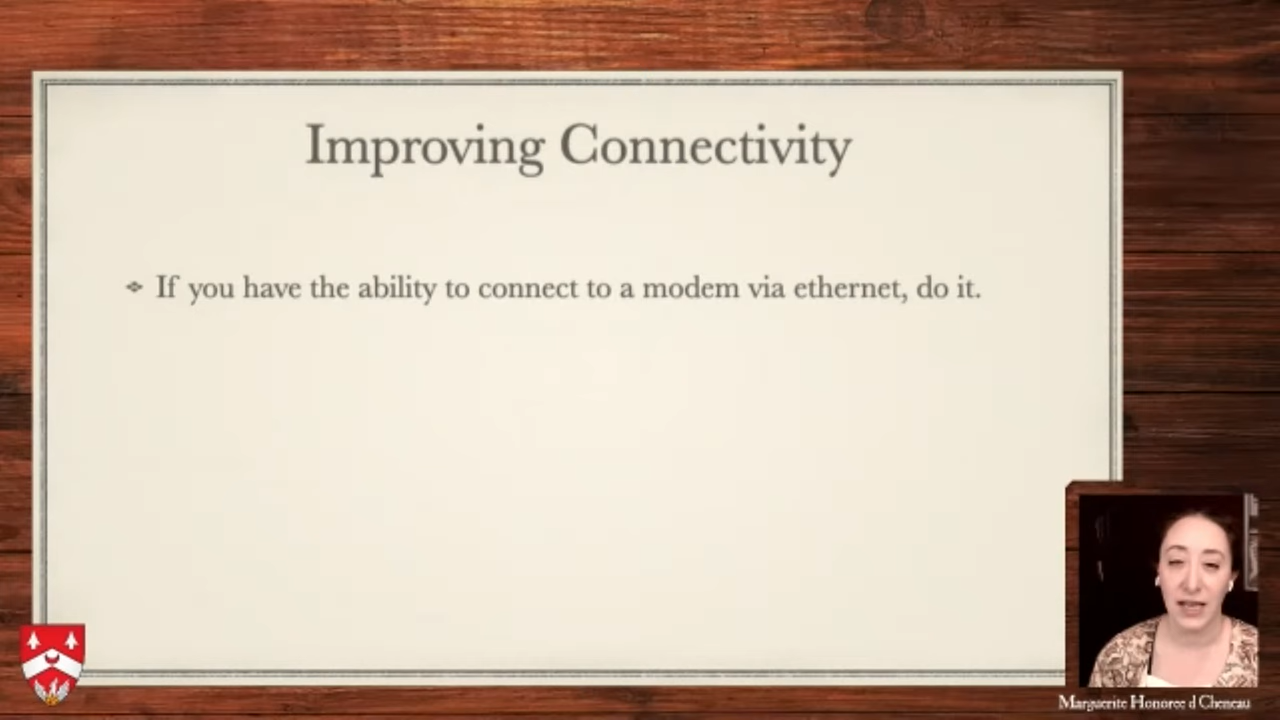 Improving Connectivity
If you have the ability to connect to a modem via ethernet, do it.
Marguerite Honoree d Cheneau